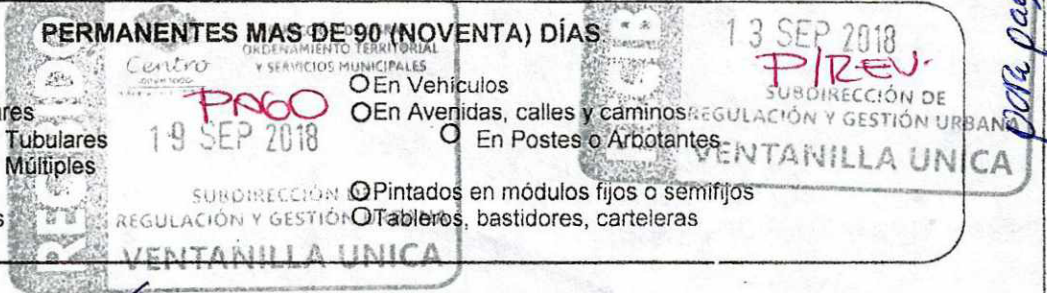 PERMANENTES MAS DE 90 (NOVENTA) DÍAS
ORDENAMIENTO TERRITORIAL
Y SERVICIOS MUNICIPALES
Centro
RECIBIDO
PAGO
19 SEP 2018
SUBDIRECCIÓN
REGULACIÓN Y GESTIÓN
VENTANILLA UNICA
13 SEP 2018
P/REV.
SUBDIRECCIÓN DE
REGULACIÓN Y GESTIÓN URBANA
VENTANILLA UNICA
para
En Vehículos
En Avenidas, calles y caminos
En Postes o Arbotantes
Tubulares
Múltiples
Pintados en módulos fijos o semifijos
Tableros, bastidores, carteleras